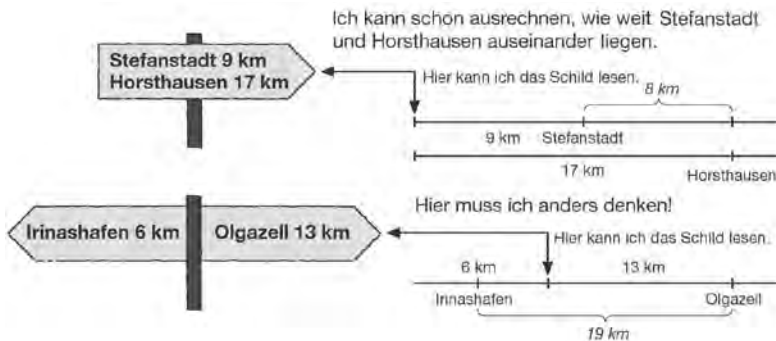 Ich kann schon ausrechnen, wie weit Stefanstadt
und Horsthausen auseinander liegen.
Stefanstadt 9 km
Horsthausen 17 km
Hier kann ich das Schild lesen.
8 km
9 km Stefanstadt
17 km
Horsthausen
Hier muss ich anders denken!
Irinashafen 6 km
Olgazell 13 km
Hier kann ich das Schild lesen.
6 km 13 km
Irinashafen Olgazell
19 km